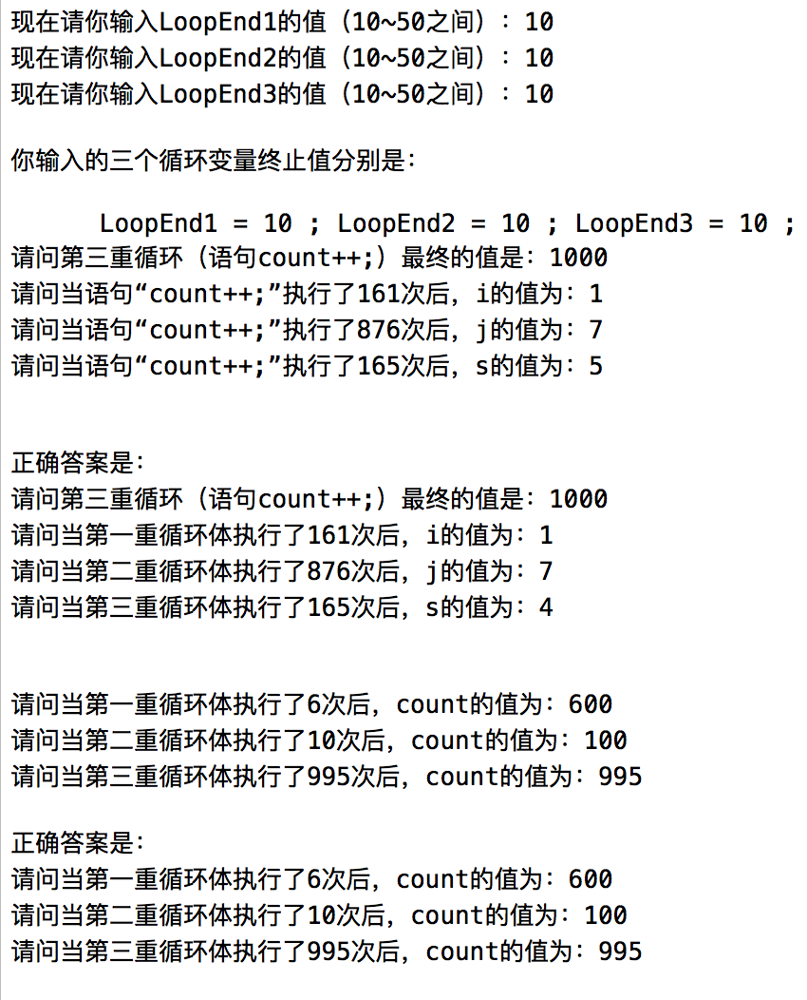 现在请你输入LoopEnd1的值（10~50之间）：10
现在请你输入LoopEnd2的值（10~50之间）：10
现在请你输入LoopEnd3的值（10~50之间）：10
你输入的三个循环变量终止值分别是：
LoopEnd1 = 10 ; LoopEnd2 = 10 ; LoopEnd3 = 10 ;
请问第三重循环（语句count++;）最终的值是：1000
请问当语句“count++;”执行了161次后，i的值为：1
请问当语句“count++;”执行了876次后，j的值为：7
请问当语句“count++;”执行了165次后，s的值为：5
正确答案是：
请问第三重循环（语句count++;）最终的值是：1000
请问当第一重循环体执行了161次后，i的值为：1
请问当第二重循环体执行了876次后，j的值为：7
请问当第三重循环体执行了165次后，s的值为：4
请问当第一重循环体执行了6次后，count的值为：600
请问当第二重循环体执行了10次后，count的值为：100
请问当第三重循环体执行了995次后，count的值为：995
正确答案是：
请问当第一重循环体执行了6次后，count的值为：600
请问当第二重循环体执行了10次后，count的值为：100
请问当第三重循环体执行了995次后，count的值为：995